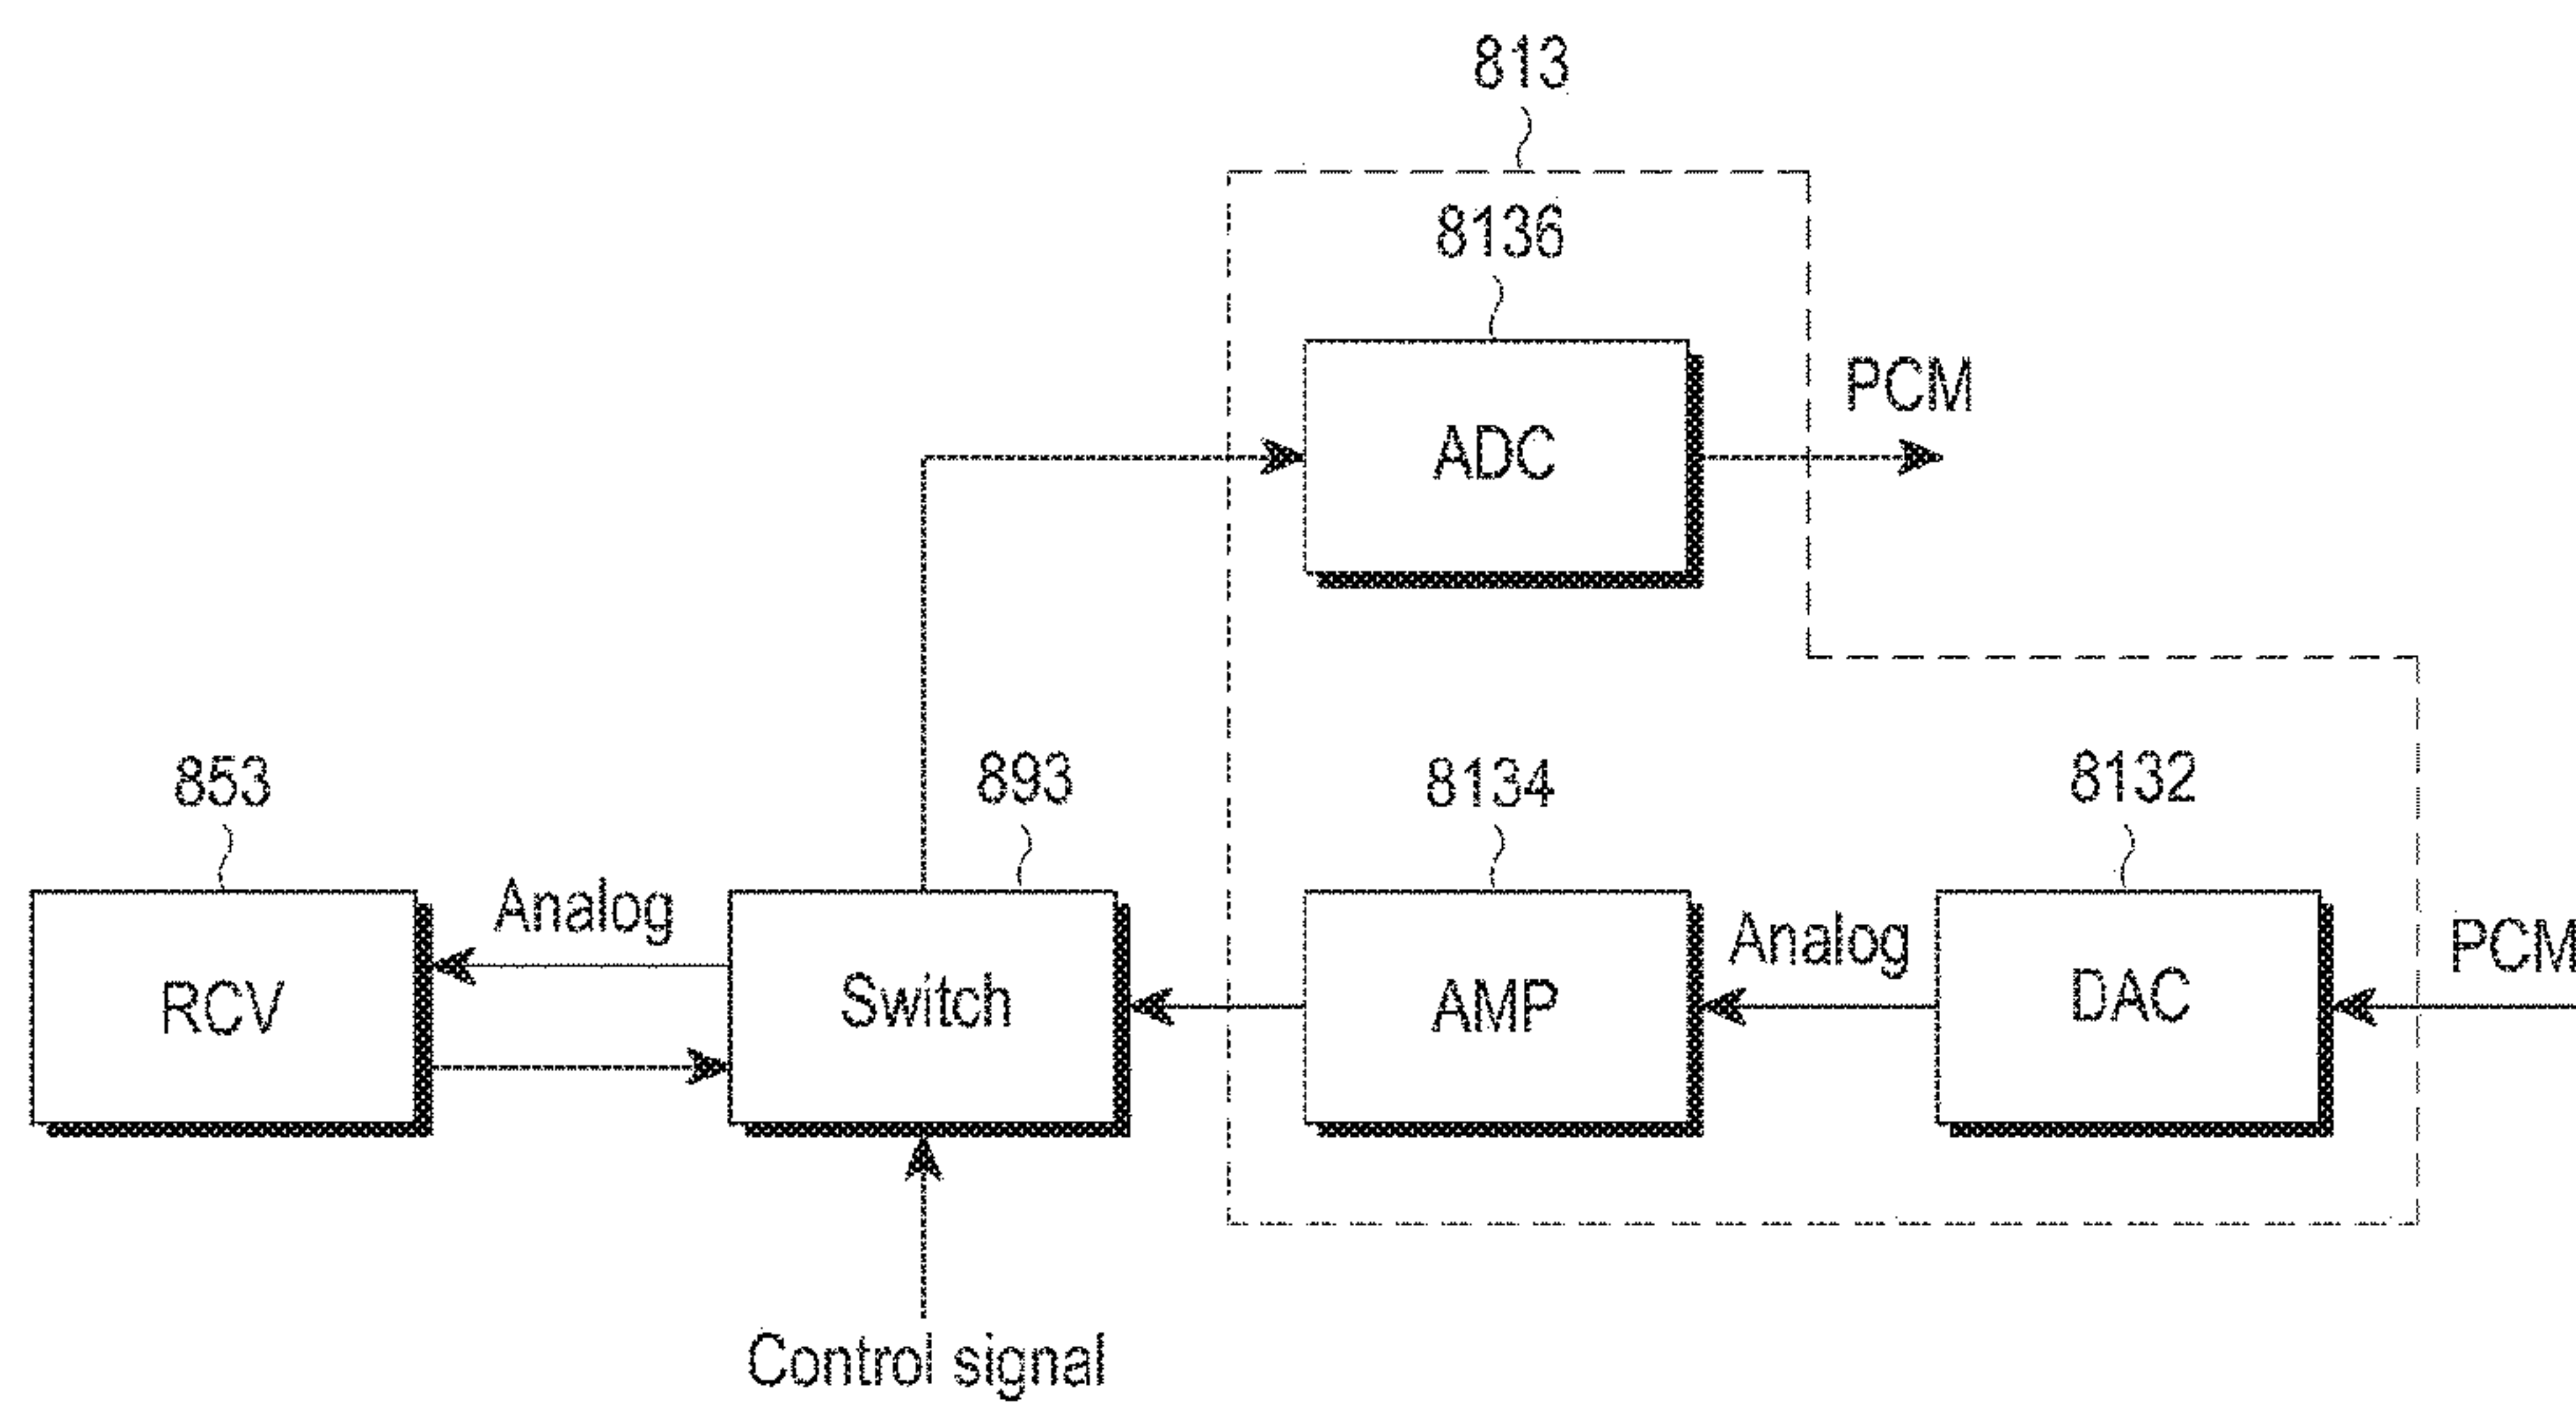 813
8136
ADC
PCM
853
893
8134
8132
RCV
Analog
Switch
AMP
Analog
DAC
PCM
Control signal